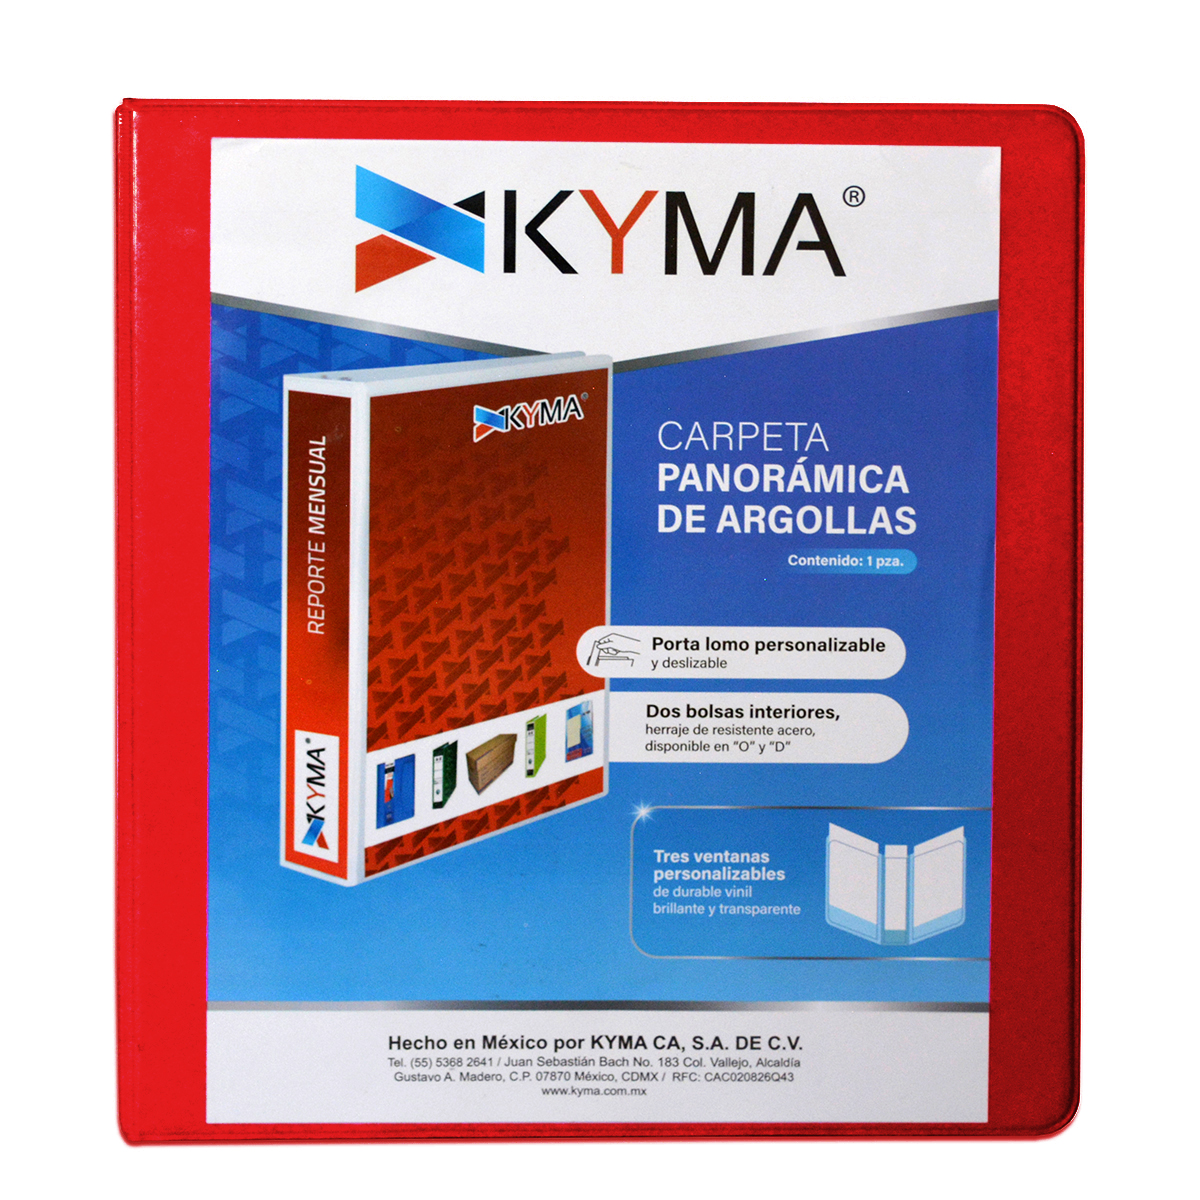 KYMA®
KYMA®
REPORTE MENSUAL
KYMA
CARPETA
PANORÁMICA
DE ARGOLLAS
Contenido: 1 pza.
Porta lomo personalizable
y deslizable
Dos bolsas interiores,
herraje de resistente acero,
disponible en "O" y "D"
Tres ventanas
personalizables
de durable vinil
brillante y transparente
Hecho en México por KYMA CA, S.A. DE C.V.
Tel. (55) 5368 2641 / Juan Sebastián Bach No. 183 Col. Vallejo, Alcaldía
Gustavo A. Madero, C.P. 07870 México, CDMX / RFC: CAC020826Q43
www.kyma.com.mx